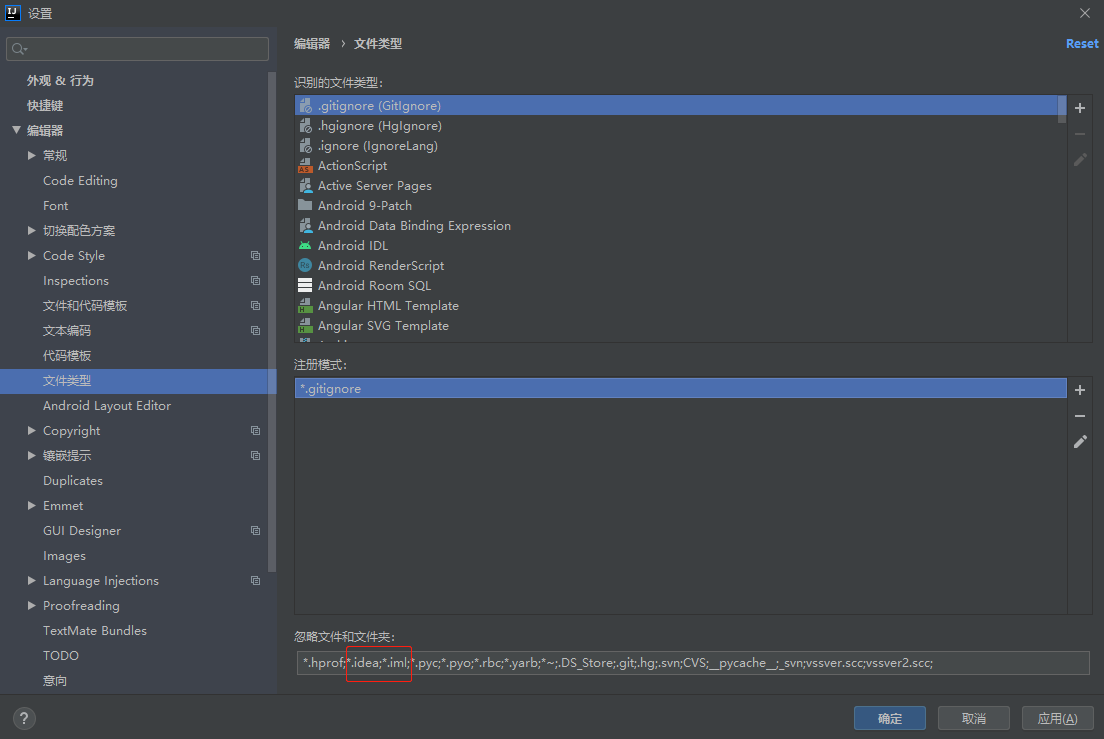 设置
编辑器 › 文件类型
Reset
外观 & 行为
快捷键
编辑器
常规
Code Editing
Font
切换配色方案
Code Style
Inspections
文件和代码模板
文本编码
代码模板
文件类型
Android Layout Editor
Copyright
镶嵌提示
Duplicates
Emmet
GUI Designer
Images
Language Injections
Proofreading
TextMate Bundles
TODO
意向
识别的文件类型:
.gitignore (GitIgnore)
.hgignore (HgIgnore)
.ignore (IgnoreLang)
ActionScript
Active Server Pages
Android 9-Patch
Android Data Binding Expression
Android IDL
Android RenderScript
Android Room SQL
Angular HTML Template
Angular SVG Template
注册模式:
*.gitignore
忽略文件和文件夹:
*.hprof;*.idea;*.iml;*.pyc;*.pyo;*.rbc;*.yarb;*~;.DS_Store;.git;.hg;.svn;CVS;__pycache__;_svn;vssver.scc;vssver2.scc;
?
确定
取消
应用(A)